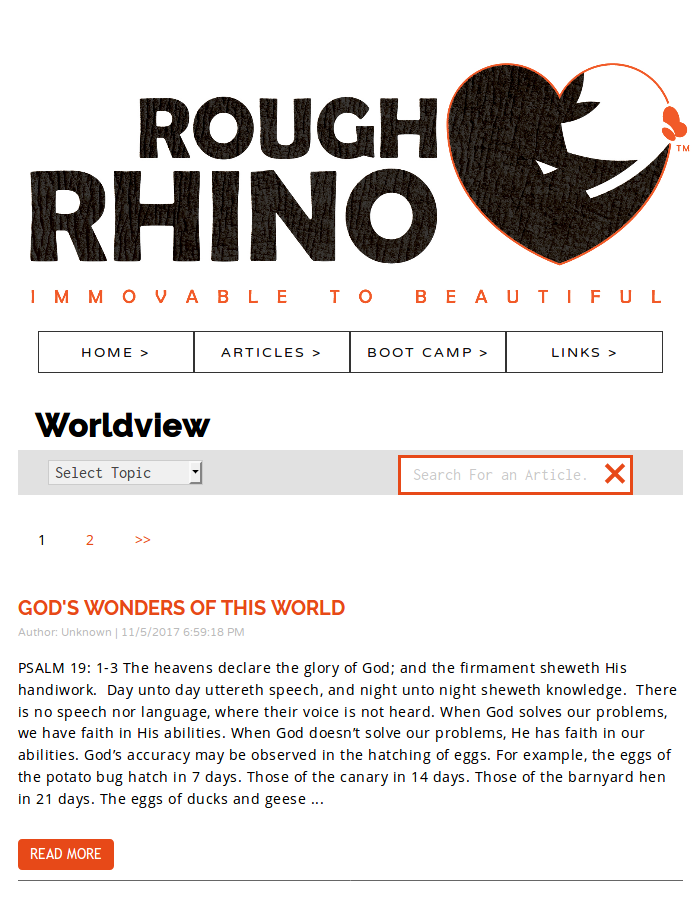 ROUGH
RHINO
TM
IMMOVABLE TO BEAUTIFUL
HOME > ARTICLES > BOOT CAMP > LINKS >
Worldview
Select Topic Search For an Article.
1 2 >>
GOD'S WONDERS OF THIS WORLD
Author: Unknown | 11/5/2017 6:59:18 PM
PSALM 19: 1-3 The heavens declare the glory of God; and the firmament sheweth His
handiwork.  Day unto day uttereth speech, and night unto night sheweth knowledge.  There
is no speech nor language, where their voice is not heard. When God solves our problems,
we have faith in His abilities. When God doesn’t solve our problems, He has faith in our
abilities. God’s accuracy may be observed in the hatching of eggs. For example, the eggs of
the potato bug hatch in 7 days. Those of the canary in 14 days. Those of the barnyard hen
in 21 days. The eggs of ducks and geese ...
READ MORE